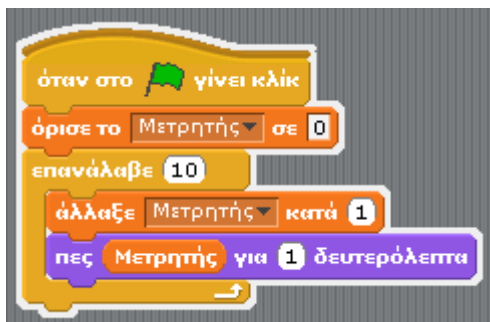 όταν στο γίνει κλίκ
όρισε το Μετρητής σε 0
επανάλαβε 10
άλλαξε Μετρητής κατά 1
πες Μετρητής για 1 δευτερόλεπτα